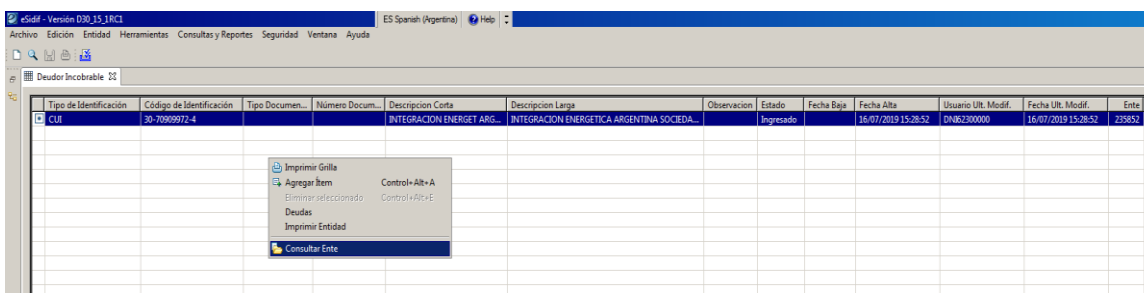 eSidif - Versión D30_15_1RC1 ES Spanish (Argentina) Help
Archivo Edición Entidad Herramientas Consultas y Reportes Seguridad Ventana Ayuda
Deudor Incobrable
Tipo de Identificación Código de Identificación Tipo Documen... Número Docum... Descripcion Corta Descripcion Larga Observacion Estado Fecha Baja Fecha Alta Usuario Ult. Modif. Fecha Ult. Modif. Ente
CUI 30-70909972-4 INTEGRACION ENERGET ARG... INTEGRACION ENERGETICA ARGENTINA SOCIEDA... Ingresado 16/07/2019 15:28:52 DNI62300000 16/07/2019 15:28:52 235852
Imprimir Grilla
Agregar Ítem Control+Alt+A
Eliminar seleccionado Control+Alt+E
Deudas
Imprimir Entidad
Consultar Ente